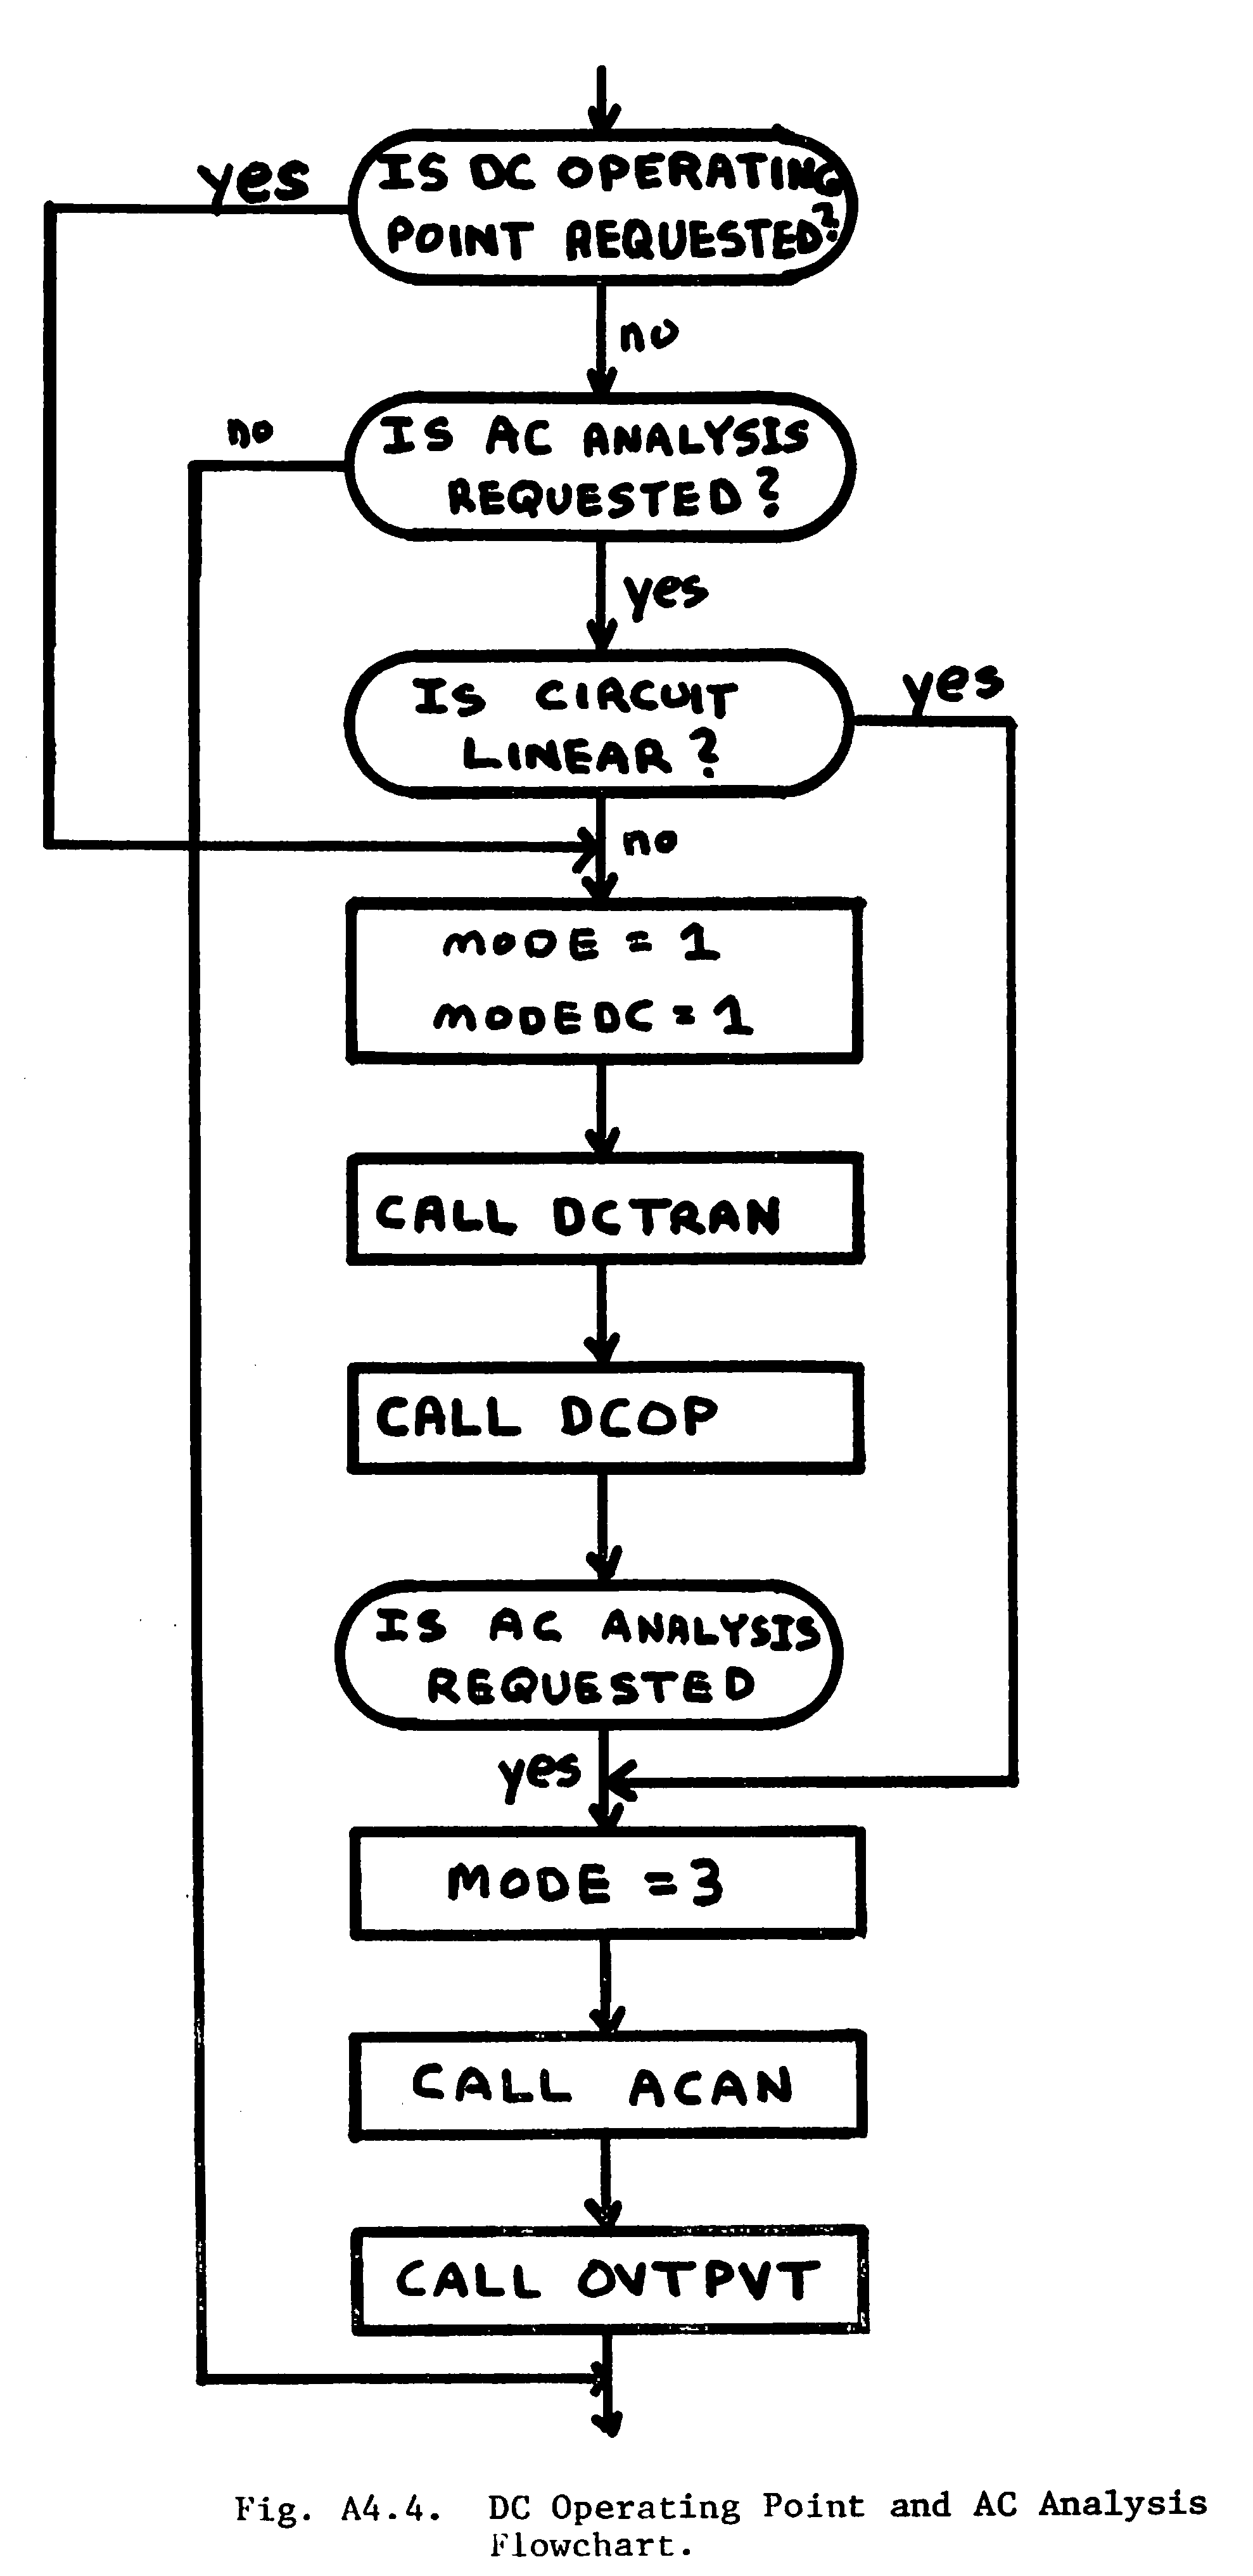 yes
IS DC OPERATING
POINT REQUESTED?
no
no
IS AC ANALYSIS
REQUESTED?
yes
IS CIRCUIT
LINEAR?
yes
no
MODE = 1
MODEDC = 1
CALL DCTRAN
CALL DCOP
IS AC ANALYSIS
REQUESTED
yes
MODE = 3
CALL ACAN
CALL OUTPUT
Fig. A4.4. DC Operating Point and AC Analysis
Flowchart.